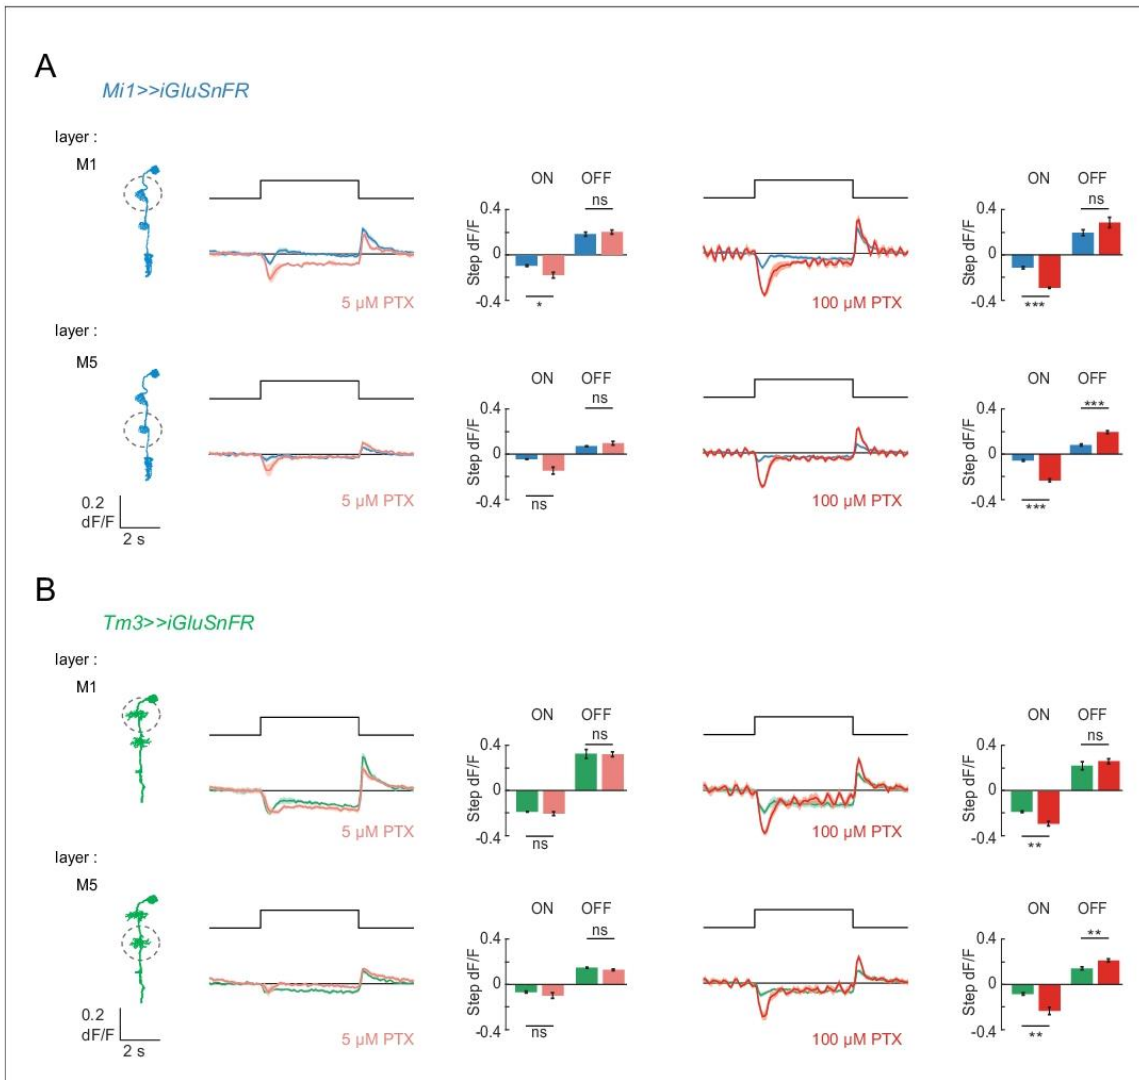 A
Mi1>>iGluSnFR
layer :
M1
ON OFF
ns
0.4
0
-0.4
Step dF/F
*
5 µM PTX
ON OFF
ns
0.4
0
-0.4
Step dF/F
***
100 µM PTX
layer :
M5
ON OFF
ns
0.4
0
-0.4
Step dF/F
ns
5 µM PTX
ON OFF
***
0.4
0
-0.4
Step dF/F
***
100 µM PTX
0.2
dF/F
2 s
B
Tm3>>iGluSnFR
layer :
M1
ON OFF
ns
0.4
0
-0.4
Step dF/F
ns
5 µM PTX
ON OFF
ns
0.4
0
-0.4
Step dF/F
**
100 µM PTX
layer :
M5
ON OFF
ns
0.4
0
-0.4
Step dF/F
ns
5 µM PTX
ON OFF
**
0.4
0
-0.4
Step dF/F
**
100 µM PTX
0.2
dF/F
2 s